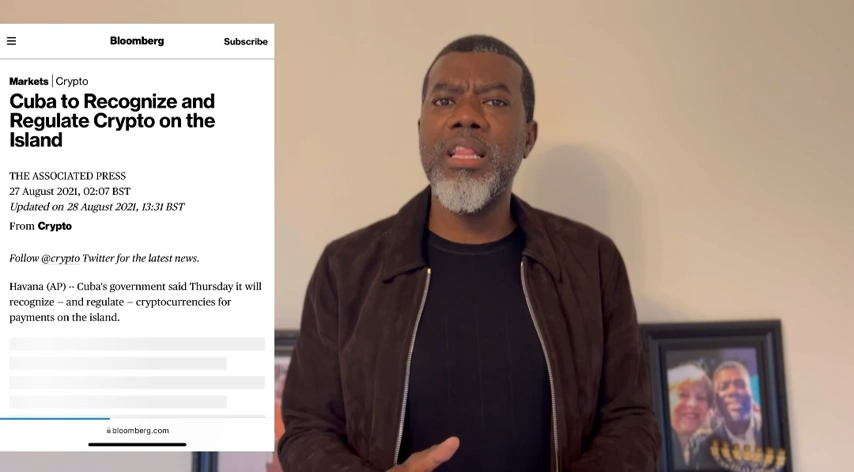 Bloomberg
Subscribe
Markets | Crypto
Cuba to Recognize and
Regulate Crypto on the
Island
THE ASSOCIATED PRESS
27 August 2021, 02:07 BST
Updated on 28 August 2021, 13:31 BST
From Crypto
Follow @crypto Twitter for the latest news.
Havana (AP) -- Cuba's government said Thursday it will
recognize – and regulate – cryptocurrencies for
payments on the island.
bloomberg.com